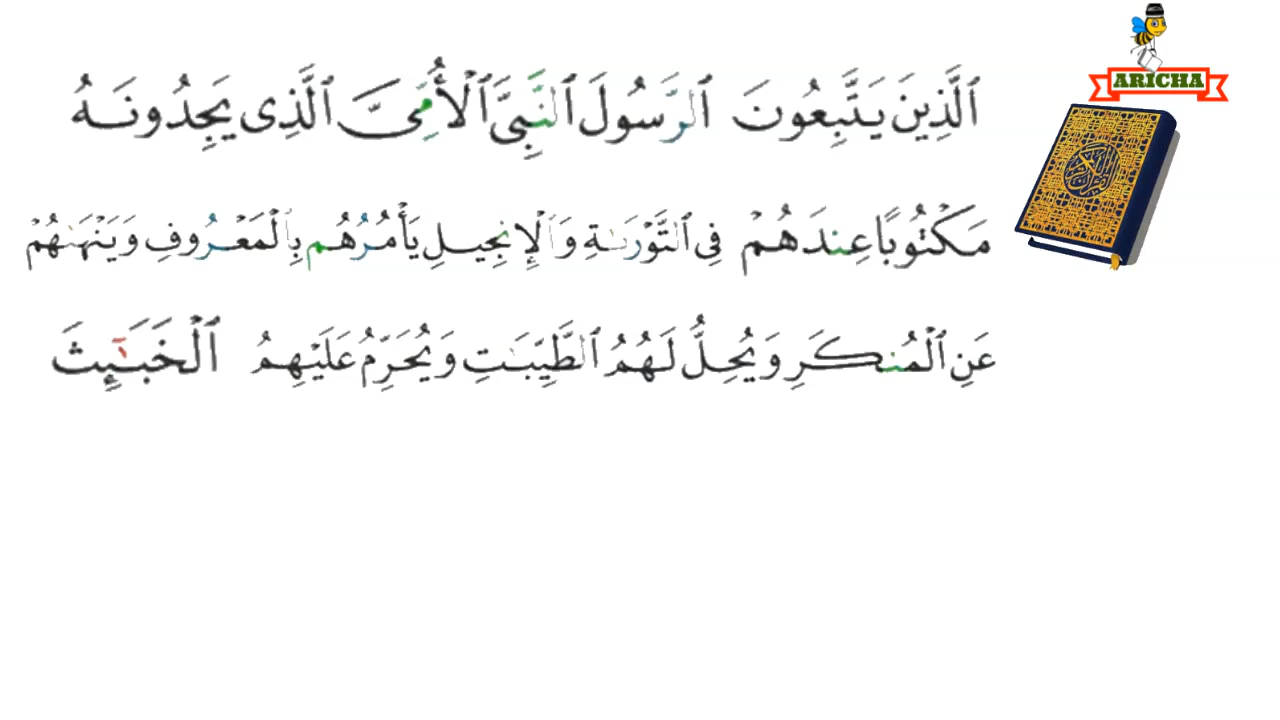 ARICHA
ٱلَّذِينَ يَتَّبِعُونَ ٱلرَّسُولَ ٱلنَّبِىَّ ٱلْأُمِّىَّ ٱلَّذِى يَجِدُونَهُۥ
مَكْتُوبًا عِندَهُمْ فِى ٱلتَّوْرَىٰةِ وَٱلْإِنجِيلِ يَأْمُرُهُم بِٱلْمَعْرُوفِ وَيَنْهَىٰهُمْ
عَنِ ٱلْمُنكَرِ وَيُحِلُّ لَهُمُ ٱلطَّيِّبَـٰتِ وَيُحَرِّمُ عَلَيْهِمُ ٱلْخَبَـٰٓئِثَ